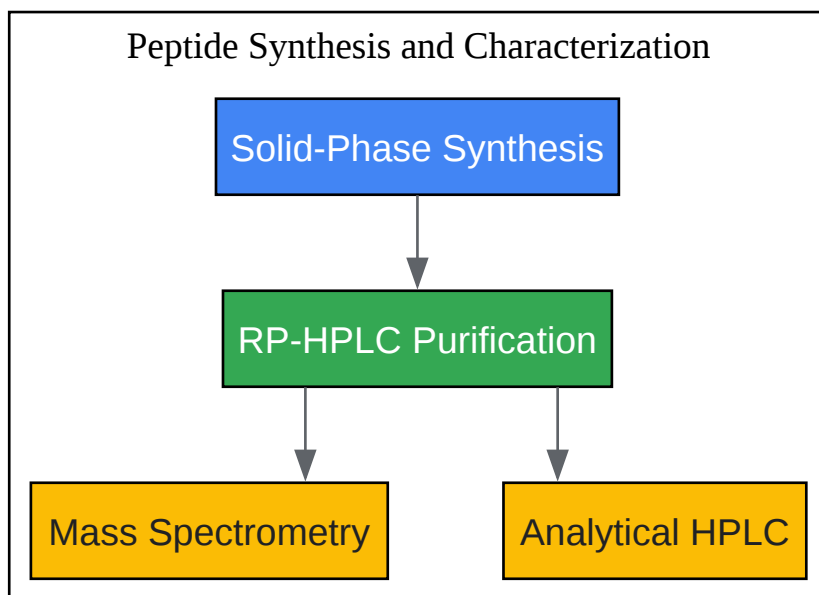 Peptide Synthesis and Characterization
Solid-Phase Synthesis
RP-HPLC Purification
Mass Spectrometry
Analytical HPLC